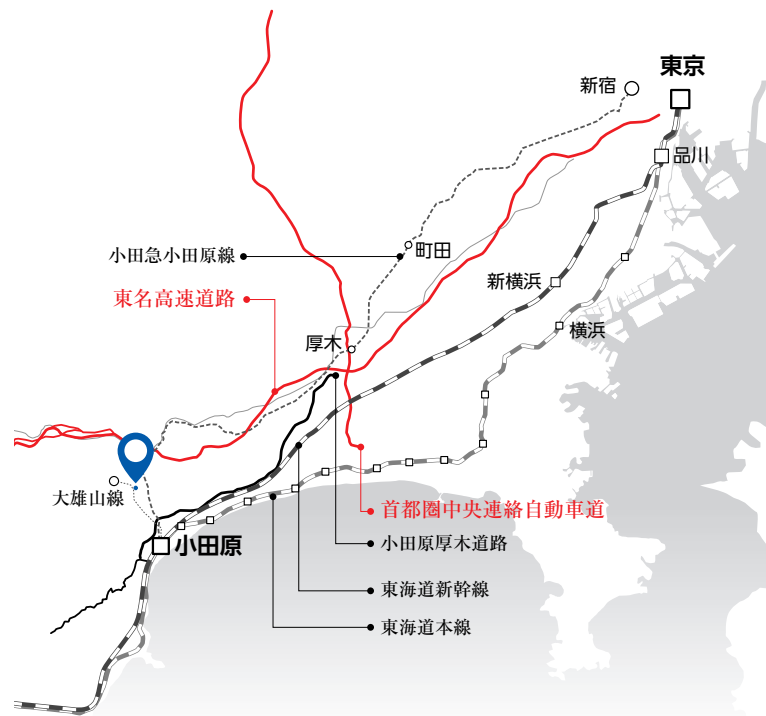 東京
新宿
品川
町田
小田急小田原線
新横浜
東名高速道路
横浜
厚木
大雄山線
首都圏中央連絡自動車道
小田原
小田原厚木道路
東海道新幹線
東海道本線